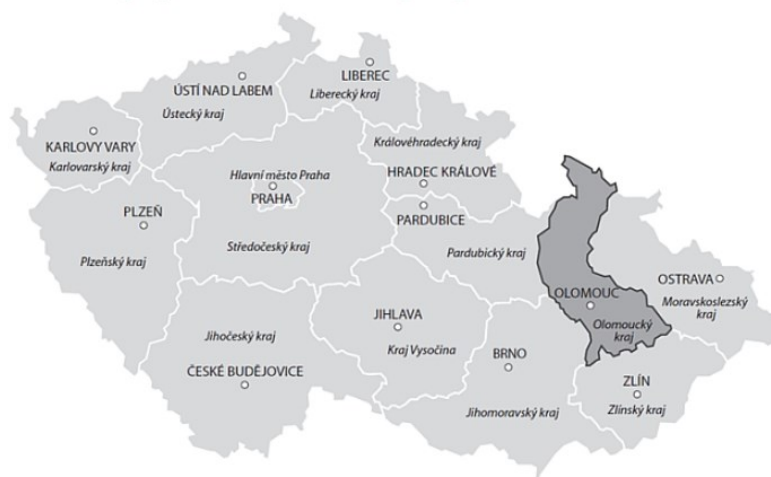 LIBEREC
Liberecký kraj
ÚSTÍ NAD LABEM
Ústecký kraj
KARLOVY VARY
Karlovarský kraj
Královéhradecký kraj
HRADEC KRÁLOVÉ
Hlavní město Praha
PRAHA
Středočeský kraj
PARDUBICE
Pardubický kraj
PLZEŇ
Plzeňský kraj
OSTRAVA
Moravskoslezský
kraj
OLOMOUC
Olomoucký
kraj
JIHLAVA
Kraj Vysočina
Jihočeský kraj
ČESKÉ BUDĚJOVICE
BRNO
Jihomoravský kraj
ZLÍN
Zlínský kraj